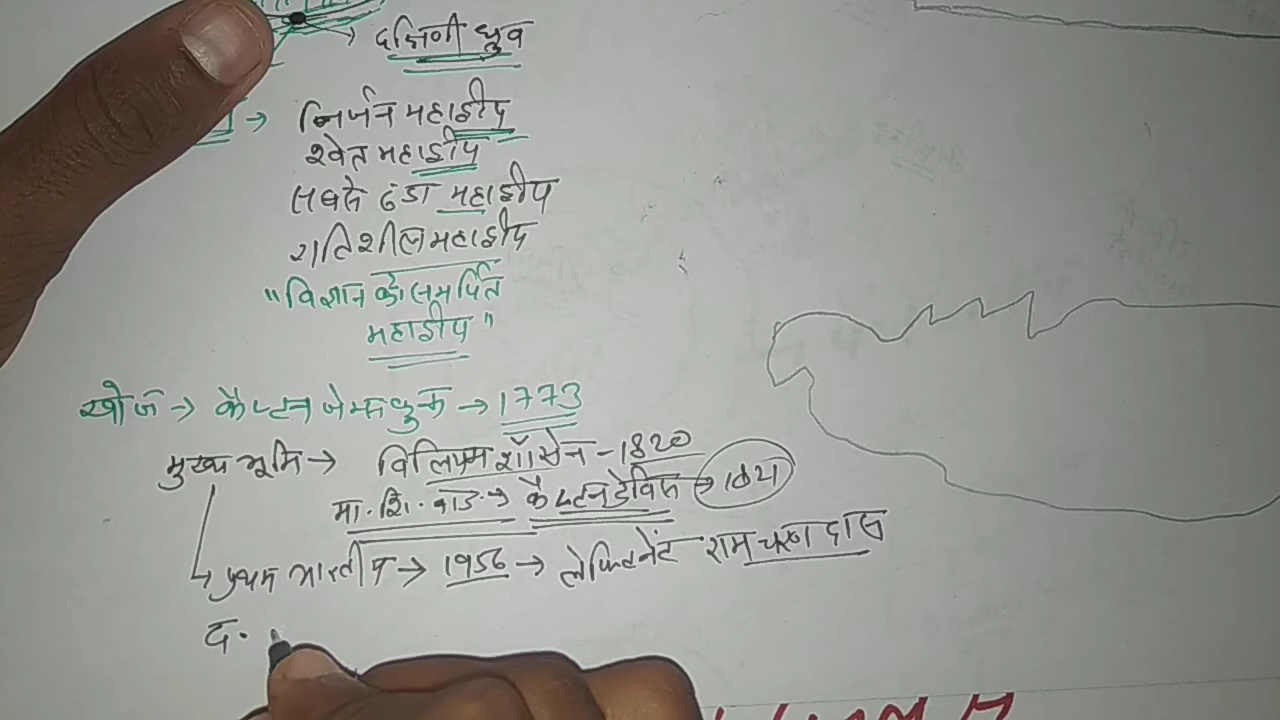 → दक्षिणी ध्रुव
→ निर्जन महाद्वीप
श्वेत महाद्वीप
सबसे ठंडा महाद्वीप
गतिशील महाद्वीप
"विज्ञान को समर्पित
महाद्वीप"
खोज → कैप्टन जेम्स कुक → 1773
मुख्य भूमि → विलियम शॉसेन - 1820
मा. शि. बोर्ड. → कैप्टन डेविस → 1821
प्रथम भारतीय → 1956 → लेफ्टिनेंट रामचरण दास
द.